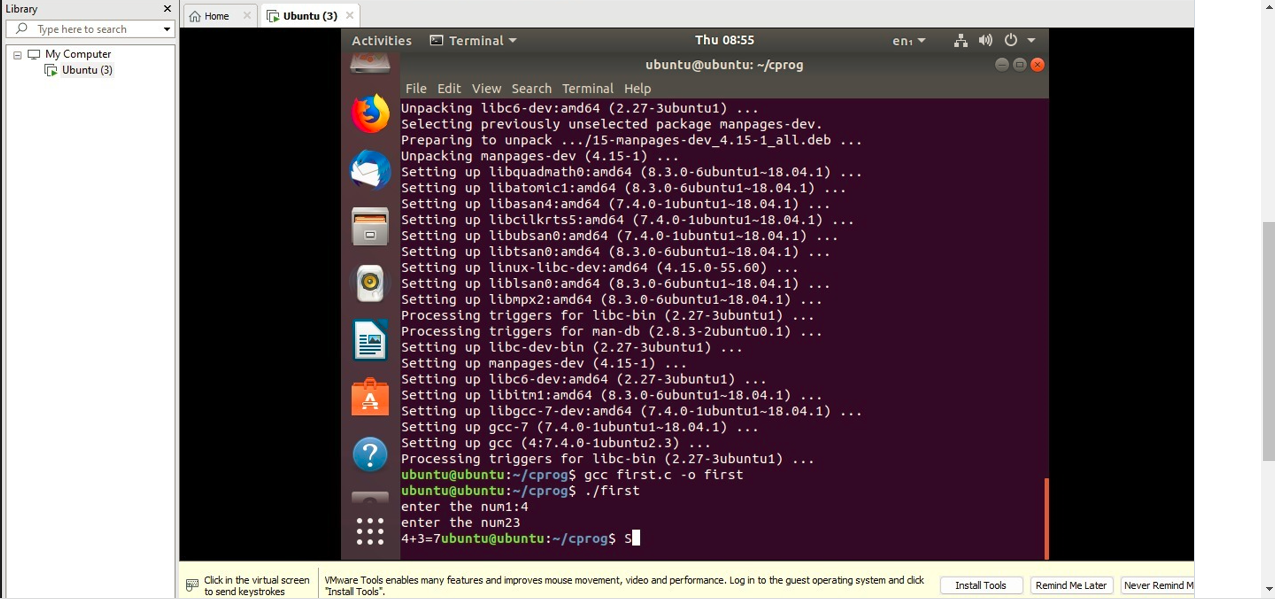 Library
Type here to search
My Computer
Ubuntu (3)
Home
Ubuntu (3)
Activities Terminal Thu 08:55 en₁
ubuntu@ubuntu: ~/cprog
File Edit View Search Terminal Help
Unpacking libc6-dev:amd64 (2.27-3ubuntu1) ...
Selecting previously unselected package manpages-dev.
Preparing to unpack .../15-manpages-dev_4.15-1_all.deb ...
Unpacking manpages-dev (4.15-1) ...
Setting up libquadmath0:amd64 (8.3.0-6ubuntu1~18.04.1) ...
Setting up libatomic1:amd64 (8.3.0-6ubuntu1~18.04.1) ...
Setting up libasan4:amd64 (7.4.0-1ubuntu1~18.04.1) ...
Setting up libcilkrts5:amd64 (7.4.0-1ubuntu1~18.04.1) ...
Setting up libubsan0:amd64 (7.4.0-1ubuntu1~18.04.1) ...
Setting up libtsan0:amd64 (8.3.0-6ubuntu1~18.04.1) ...
Setting up linux-libc-dev:amd64 (4.15.0-55.60) ...
Setting up liblsan0:amd64 (8.3.0-6ubuntu1~18.04.1) ...
Setting up libmpx2:amd64 (8.3.0-6ubuntu1~18.04.1) ...
Processing triggers for libc-bin (2.27-3ubuntu1) ...
Processing triggers for man-db (2.8.3-2ubuntu0.1) ...
Setting up libc-dev-bin (2.27-3ubuntu1) ...
Setting up manpages-dev (4.15-1) ...
Setting up libc6-dev:amd64 (2.27-3ubuntu1) ...
Setting up libitm1:amd64 (8.3.0-6ubuntu1~18.04.1) ...
Setting up libgcc-7-dev:amd64 (7.4.0-1ubuntu1~18.04.1) ...
Setting up gcc-7 (7.4.0-1ubuntu1~18.04.1) ...
Setting up gcc (4:7.4.0-1ubuntu2.3) ...
Processing triggers for libc-bin (2.27-3ubuntu1) ...
ubuntu@ubuntu:~/cprog$ gcc first.c -o first
ubuntu@ubuntu:~/cprog$ ./first
enter the num1:4
enter the num23
4+3=7ubuntu@ubuntu:~/cprog$ S
Click in the virtual screen
to send keystrokes
VMware Tools enables many features and improves mouse movement, video and performance. Log in to the guest operating system and click
"Install Tools".
Install Tools Remind Me Later Never Remind M